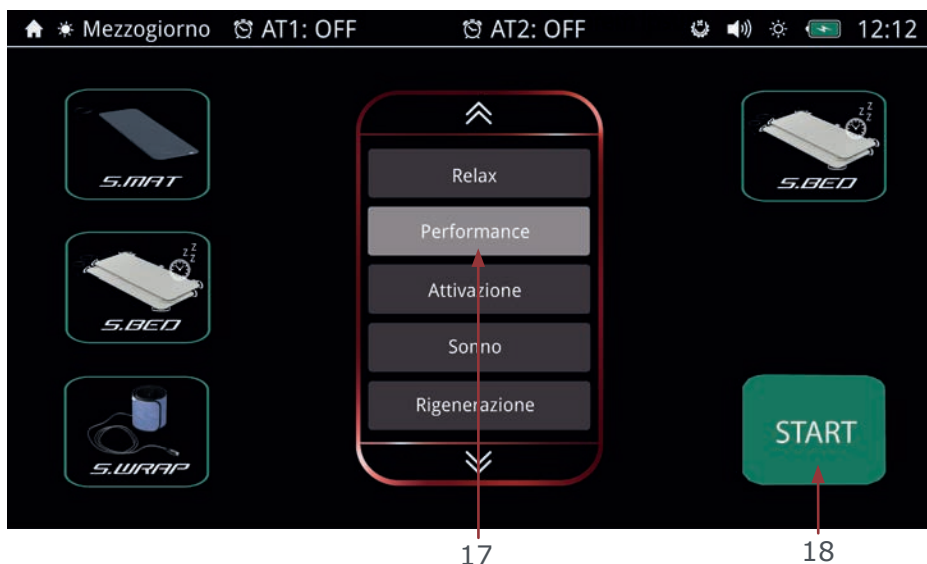 Mezzogiorno AT1: OFF AT2: OFF 12:12
S.MAT
S.BED
S.WRAP
Relax
Performance
Attivazione
Sonno
Rigenerazione
z z z
S.BED
START
17
18